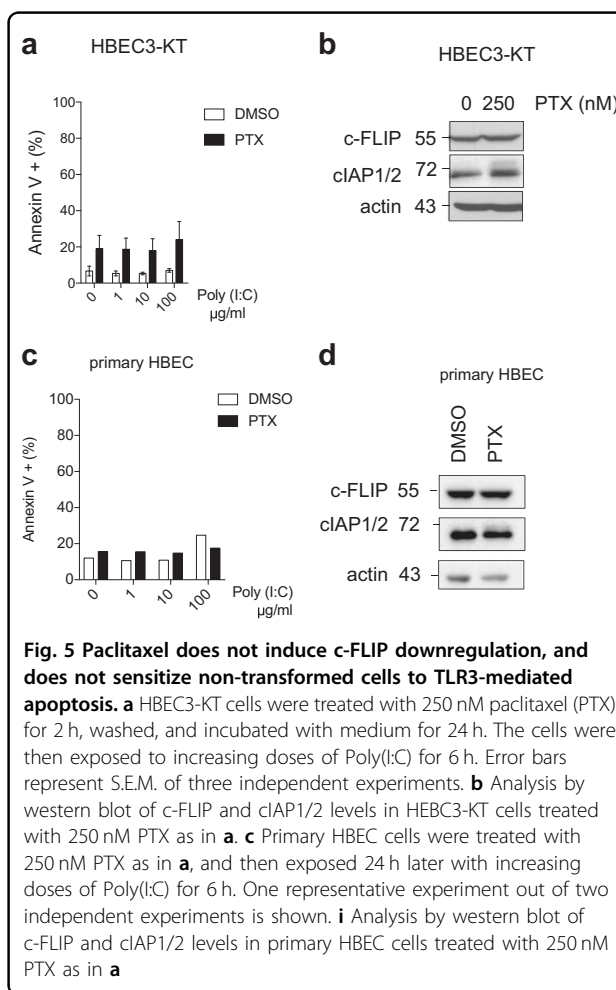 a
HBEC3-KT
100
80
60
40
20
0
Annexin V +(%)
DMSO
PTX
0 1 10 100
Poly (I:C)
µg/ml
b
HBEC3-KT
0 250 PTX (nM)
c-FLIP 55
cIAP1/2 72
actin 43
c
primary HBEC
100
80
60
40
20
0
Annexin V +(%)
DMSO
PTX
0 1 10 100
Poly (I:C)
µg/ml
d
primary HBEC
DMSO PTX
c-FLIP 55
cIAP1/2 72
actin 43
Fig. 5 Paclitaxel does not induce c-FLIP downregulation, and
does not sensitize non-transformed cells to TLR3-mediated
apoptosis. a HBEC3-KT cells were treated with 250 nM paclitaxel (PTX)
for 2 h, washed, and incubated with medium for 24 h. The cells were
then exposed to increasing doses of Poly(I:C) for 6 h. Error bars
represent S.E.M. of three independent experiments. b Analysis by
western blot of c-FLIP and cIAP1/2 levels in HEBC3-KT cells treated
with 250 nM PTX as in a. c Primary HBEC cells were treated with
250 nM PTX as in a, and then exposed 24 h later with increasing
doses of Poly(I:C) for 6 h. One representative experiment out of two
independent experiments is shown. i Analysis by western blot of
c-FLIP and cIAP1/2 levels in primary HBEC cells treated with 250 nM
PTX as in a